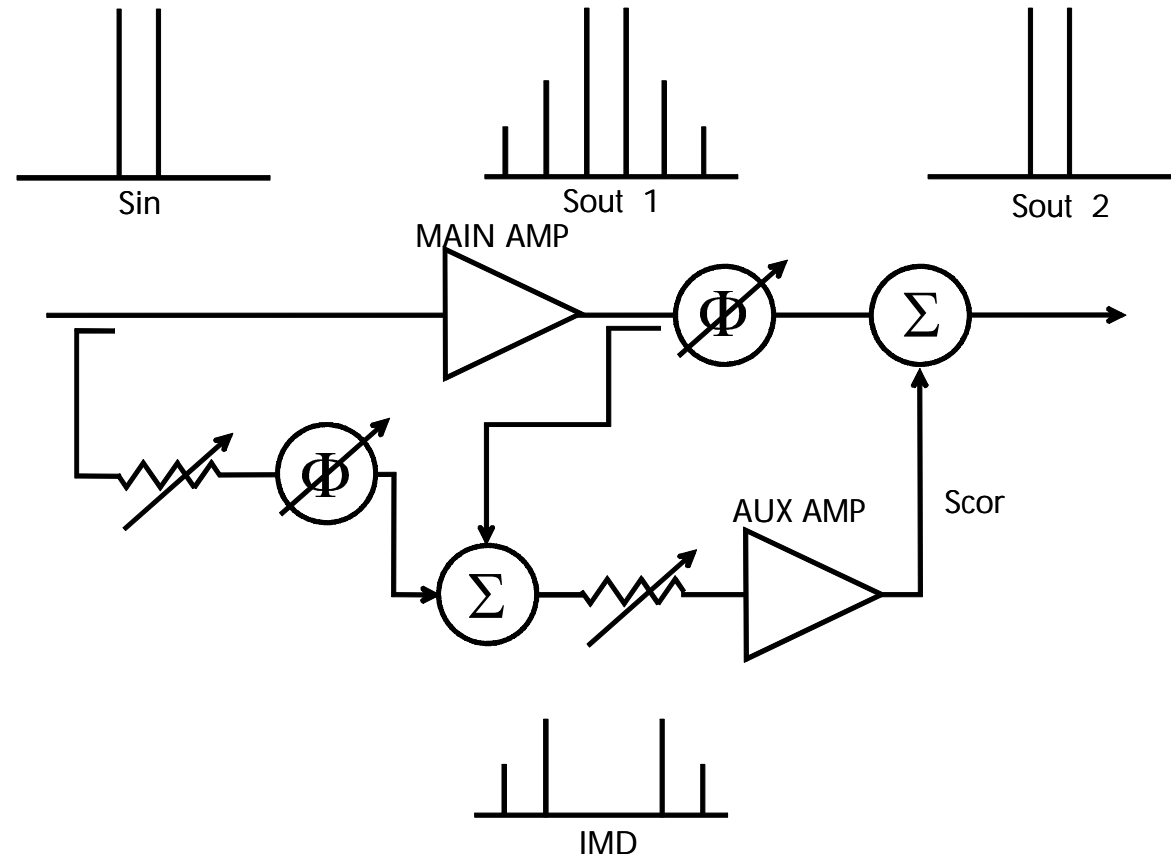 Sin
Sout 1
Sout 2
MAIN AMP
Φ
Σ
Φ
AUX AMP
Scor
Σ
IMD